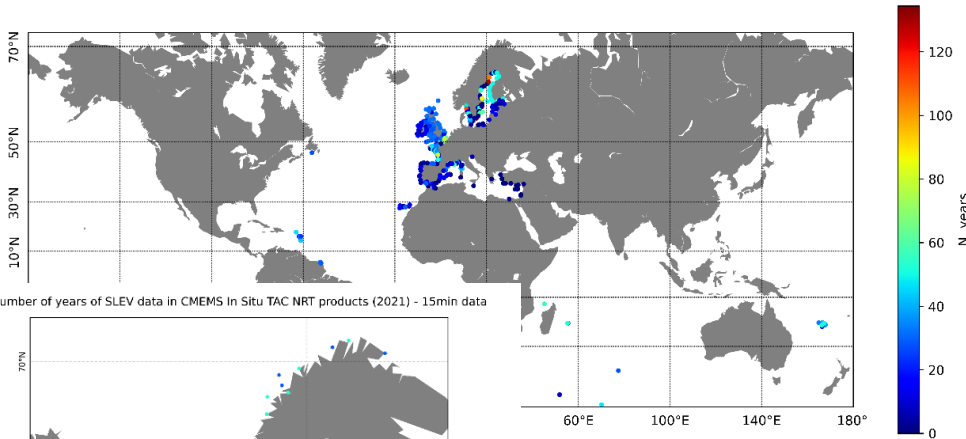 70°N
50°N
30°N
10°N
umber of years of SLEV data in CMEMS In Situ TAC NRT products (2021) - 15min data
70°N
60°E 100°E 140°E 180°
120
100
80
60
40
20
0
N_years